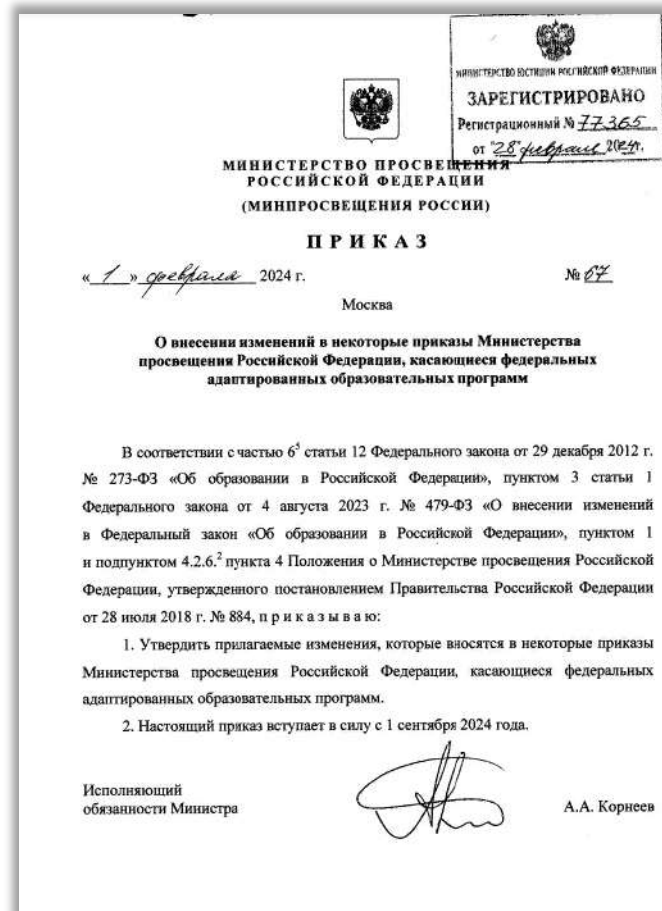 МИНИСТЕРСТВО ЮСТИЦИИ РОССИЙСКОЙ ФЕДЕРАЦИИ
ЗАРЕГИСТРИРОВАНО
Регистрационный № 77365
от "28" февраля 2024г.
МИНИСТЕРСТВО ПРОСВЕЩЕНИЯ
РОССИЙСКОЙ ФЕДЕРАЦИИ
(МИНПРОСВЕЩЕНИЯ РОССИИ)
ПРИКАЗ
« 1 » февраля 2024 г.
№ 67
Москва
О внесении изменений в некоторые приказы Министерства
просвещения Российской Федерации, касающиеся федеральных
адаптированных образовательных программ
В соответствии с частью 6⁵ статьи 12 Федерального закона от 29 декабря 2012 г.
№ 273-ФЗ «Об образовании в Российской Федерации», пунктом 3 статьи 1
Федерального закона от 4 августа 2023 г. № 479-ФЗ «О внесении изменений
в Федеральный закон «Об образовании в Российской Федерации», пунктом 1
и подпунктом 4.2.6.² пункта 4 Положения о Министерстве просвещения Российской
Федерации, утвержденного постановлением Правительства Российской Федерации
от 28 июля 2018 г. № 884, п р и к а з ы в а ю:
1. Утвердить прилагаемые изменения, которые вносятся в некоторые приказы
Министерства просвещения Российской Федерации, касающиеся федеральных
адаптированных образовательных программ.
2. Настоящий приказ вступает в силу с 1 сентября 2024 года.
Исполняющий
обязанности Министра
А.А. Корнеев